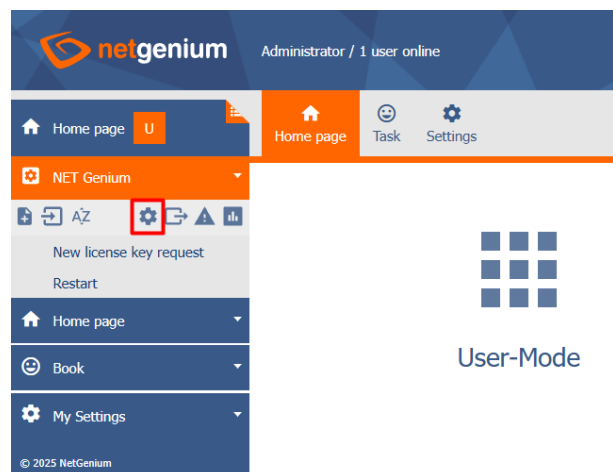 netgenium
Administrator / 1 user online
Home page U
Home page
Task
Settings
NET Genium
AZ
New license key request
Restart
Home page
Book
My Settings
© 2025 NetGenium
User-Mode